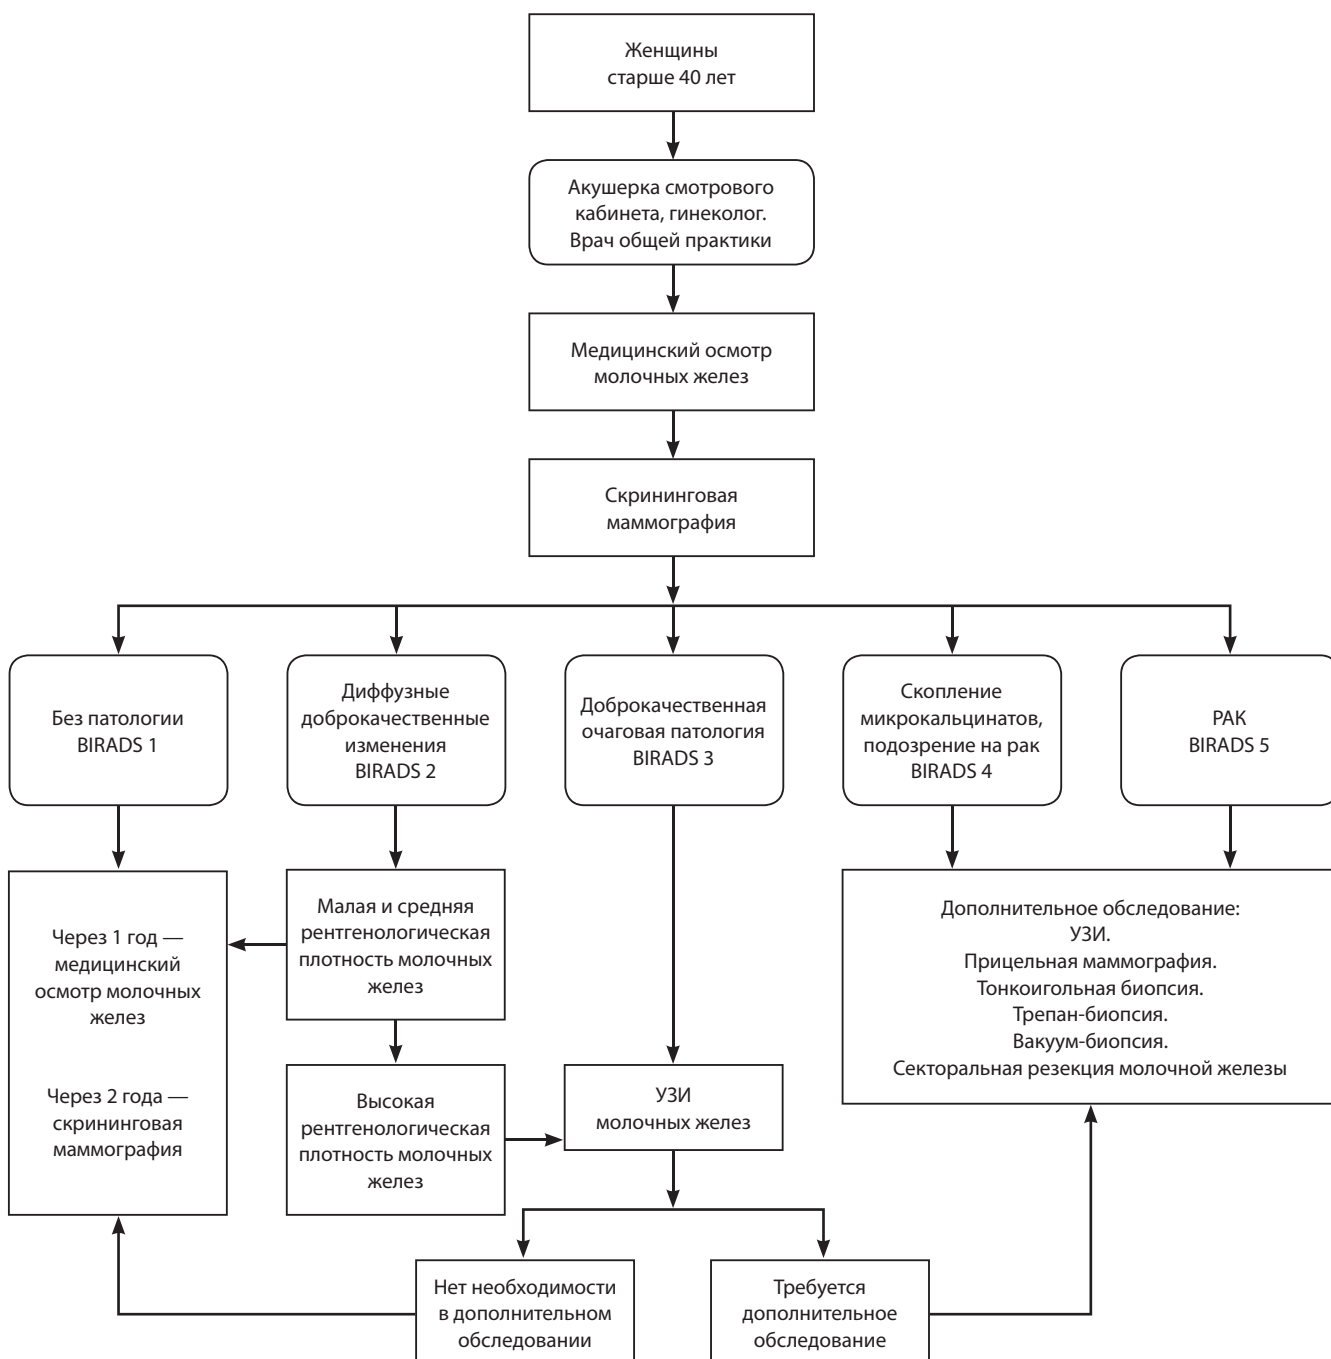 Женщины
старше 40 лет
Акушерка смотрового
кабинета, гинеколог.
Врач общей практики
Медицинский осмотр
молочных желез
Скрининговая
маммография
Без патологии
BIRADS 1
Диффузные
доброкачественные
изменения
BIRADS 2
Доброкачественная
очаговая патология
BIRADS 3
Скопление
микрокальцинатов,
подозрение на рак
BIRADS 4
РАК
BIRADS 5
Через 1 год —
медицинский
осмотр молочных
желез
Через 2 года —
скрининговая
маммография
Малая и средняя
рентгенологическая
плотность молочных
желез
Высокая
рентгенологическая
плотность молочных
желез
УЗИ
молочных желез
Дополнительное обследование:
УЗИ.
Прицельная маммография.
Тонкоигольная биопсия.
Трепан-биопсия.
Вакуум-биопсия.
Секторальная резекция молочной железы
Нет необходимости
в дополнительном
обследовании
Требуется
дополнительное
обследование